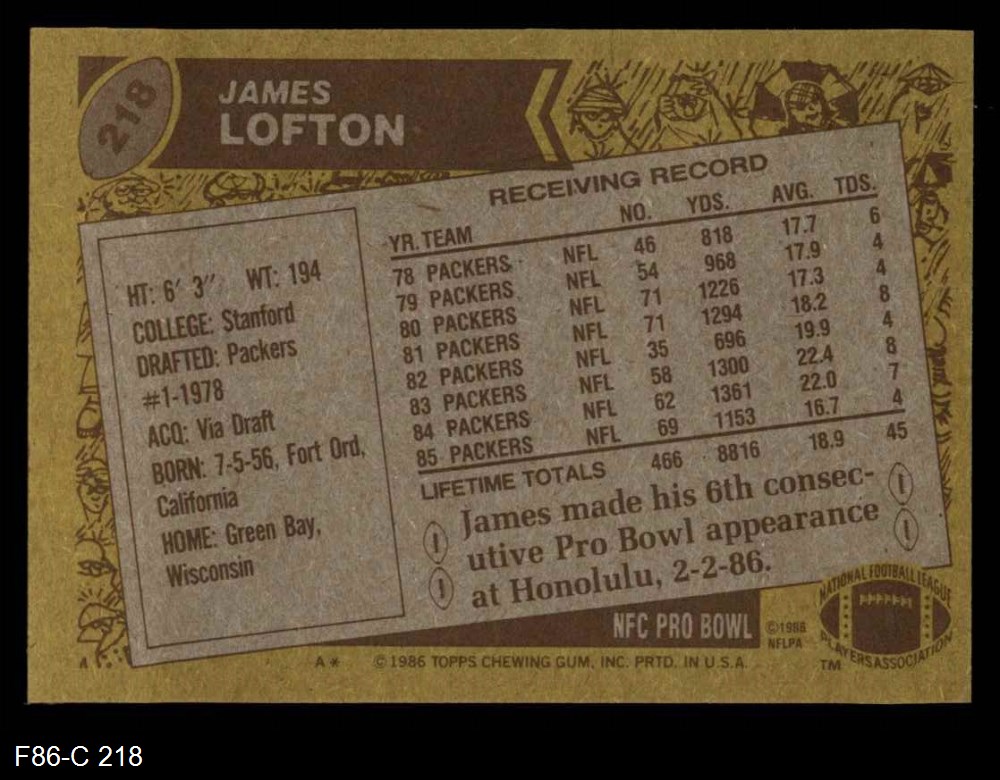 218
JAMES
LOFTON
RECEIVING RECORD
YR. TEAM NO. YDS. AVG. TDS.
78 PACKERS NFL 46 818 17.7 6
79 PACKERS NFL 54 968 17.9 4
80 PACKERS NFL 71 1226 17.3 4
81 PACKERS NFL 71 1294 18.2 8
82 PACKERS NFL 35 696 19.9 4
83 PACKERS NFL 58 1300 22.4 8
84 PACKERS NFL 62 1361 22.0 7
85 PACKERS NFL 69 1153 16.7 4
LIFETIME TOTALS 466 8816 18.9 45
HT: 6' 3" WT: 194
COLLEGE: Stanford
DRAFTED: Packers
#1-1978
ACQ: Via Draft
BORN: 7-5-56, Fort Ord,
California
HOME: Green Bay,
Wisconsin
James made his 6th consec-
utive Pro Bowl appearance
at Honolulu, 2-2-86.
NFC PRO BOWL
©1986
NFLPA
NATIONAL FOOTBALL LEAGUE
PLAYERS ASSOCIATION
TM
A* ©1986 TOPPS CHEWING GUM, INC. PRTD. IN U.S.A.
F86-C 218